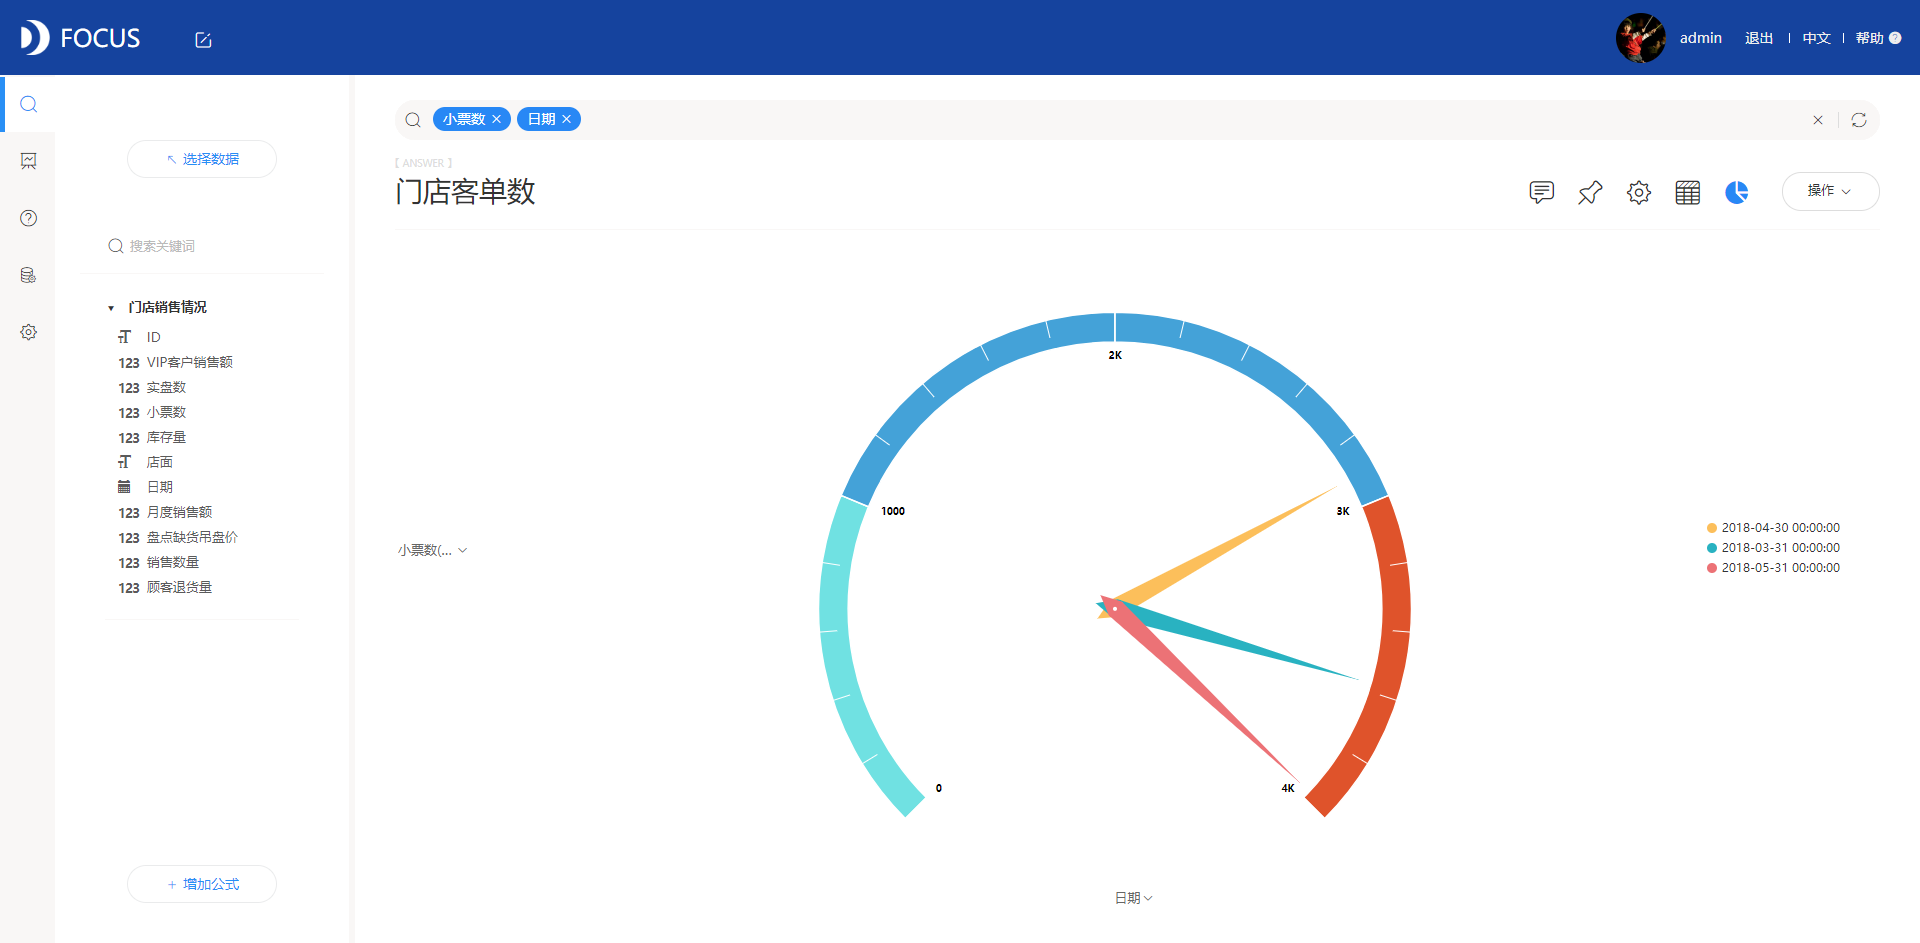 FOCUS
admin 退出 | 中文 | 帮助 ?
选择数据
搜索关键词
门店销售情况
ID
123 VIP客户销售额
123 实盘数
123 小票数
123 库存量
店面
日期
123 月度销售额
123 盘点缺货吊盘价
123 销售数量
123 顾客退货量
+ 增加公式
小票数 × 日期 ×
【 ANSWER 】
门店客单数
操作
2K
1000
3K
0
4K
小票数(...
2018-04-30 00:00:00
2018-03-31 00:00:00
2018-05-31 00:00:00
日期